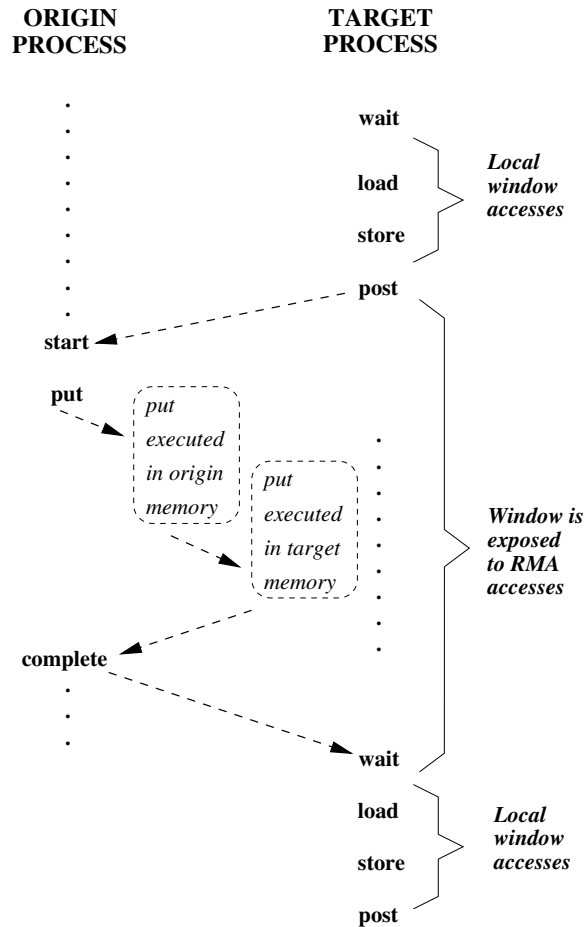 ORIGIN
PROCESS
TARGET
PROCESS
wait
load
store
Local
window
accesses
post
start
put
put
executed
in origin
memory
put
executed
in target
memory
Window is
exposed
to RMA
accesses
complete
wait
load
store
post
Local
window
accesses